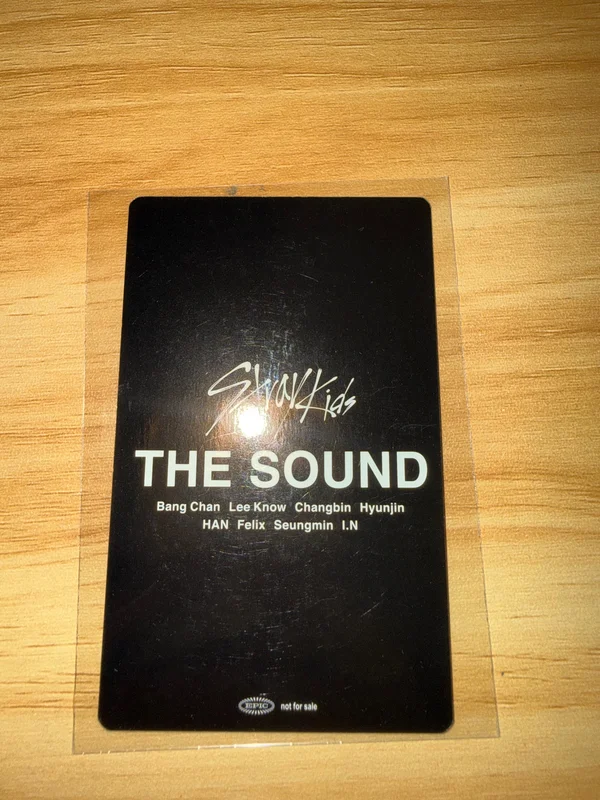 Stray Kids
THE SOUND
Bang Chan Lee Know Changbin Hyunjin
HAN Felix Seungmin I.N
EPIC not for sale